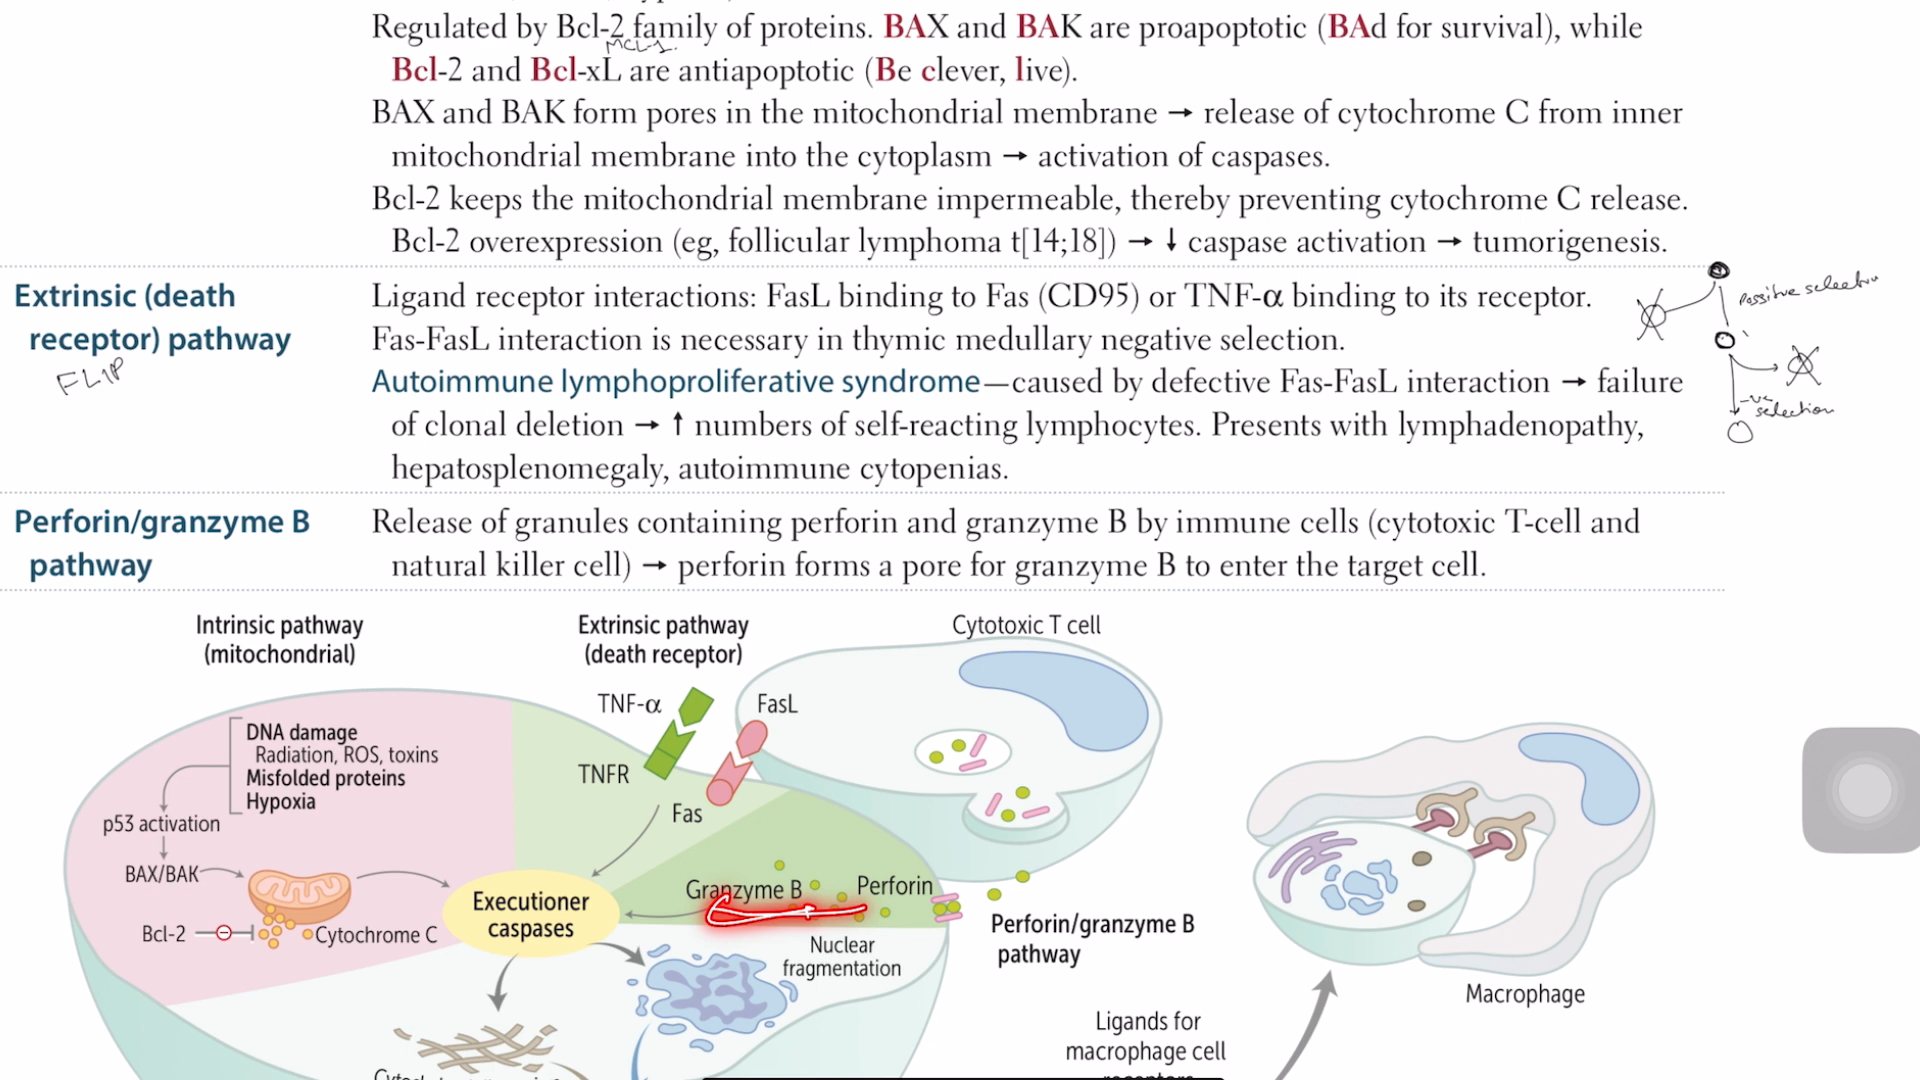 Regulated by Bcl-2 family of proteins. BAX and BAK are proapoptotic (BAd for survival), while
MCL-1.
Bcl-2 and Bcl-xL are antiapoptotic (Be clever, live).
BAX and BAK form pores in the mitochondrial membrane → release of cytochrome C from inner
mitochondrial membrane into the cytoplasm → activation of caspases.
Bcl-2 keeps the mitochondrial membrane impermeable, thereby preventing cytochrome C release.
Bcl-2 overexpression (eg, follicular lymphoma t[14;18]) → ↓ caspase activation → tumorigenesis.
Extrinsic (death
receptor) pathway
FLIP
Ligand receptor interactions: FasL binding to Fas (CD95) or TNF-α binding to its receptor.
Fas-FasL interaction is necessary in thymic medullary negative selection.
Autoimmune lymphoproliferative syndrome—caused by defective Fas-FasL interaction → failure
of clonal deletion → ↑ numbers of self-reacting lymphocytes. Presents with lymphadenopathy,
hepatosplenomegaly, autoimmune cytopenias.
-ve
selection
Perforin/granzyme B
pathway
Release of granules containing perforin and granzyme B by immune cells (cytotoxic T-cell and
natural killer cell) → perforin forms a pore for granzyme B to enter the target cell.
Intrinsic pathway
(mitochondrial)
Extrinsic pathway
(death receptor)
Cytotoxic T cell
TNF-α
FasL
TNFR
Fas
DNA damage
Radiation, ROS, toxins
Misfolded proteins
Hypoxia
p53 activation
BAX/BAK
Bcl-2
Cytochrome C
Executioner
caspases
Granzyme B
Perforin
Nuclear
fragmentation
Perforin/granzyme B
pathway
Macrophage
Ligands for
macrophage cell